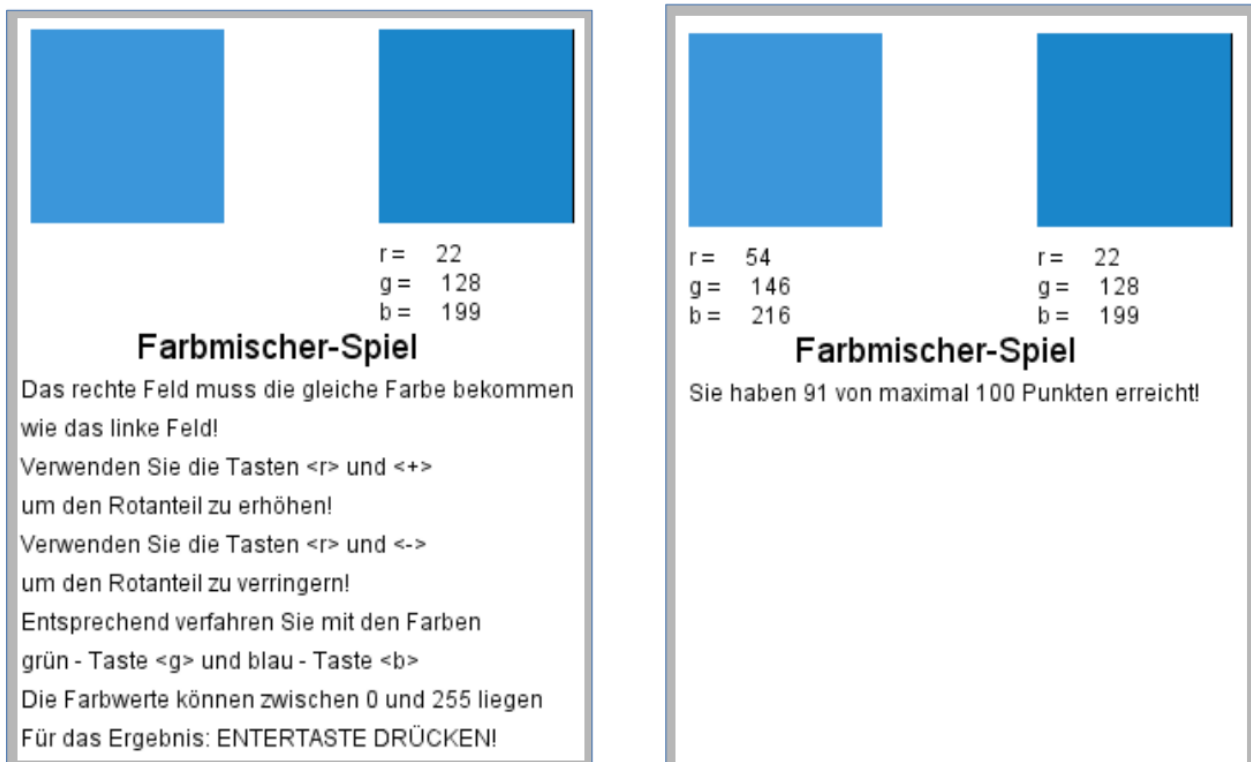 r = 22
g = 128
b = 199
Farbmischer-Spiel
Das rechte Feld muss die gleiche Farbe bekommen
wie das linke Feld!
Verwenden Sie die Tasten <r> und <+>
um den Rotanteil zu erhöhen!
Verwenden Sie die Tasten <r> und <->
um den Rotanteil zu verringern!
Entsprechend verfahren Sie mit den Farben
grün - Taste <g> und blau - Taste <b>
Die Farbwerte können zwischen 0 und 255 liegen
Für das Ergebnis: ENTERTASTE DRÜCKEN!
r = 54 r = 22
g = 146 g = 128
b = 216 b = 199
Farbmischer-Spiel
Sie haben 91 von maximal 100 Punkten erreicht!